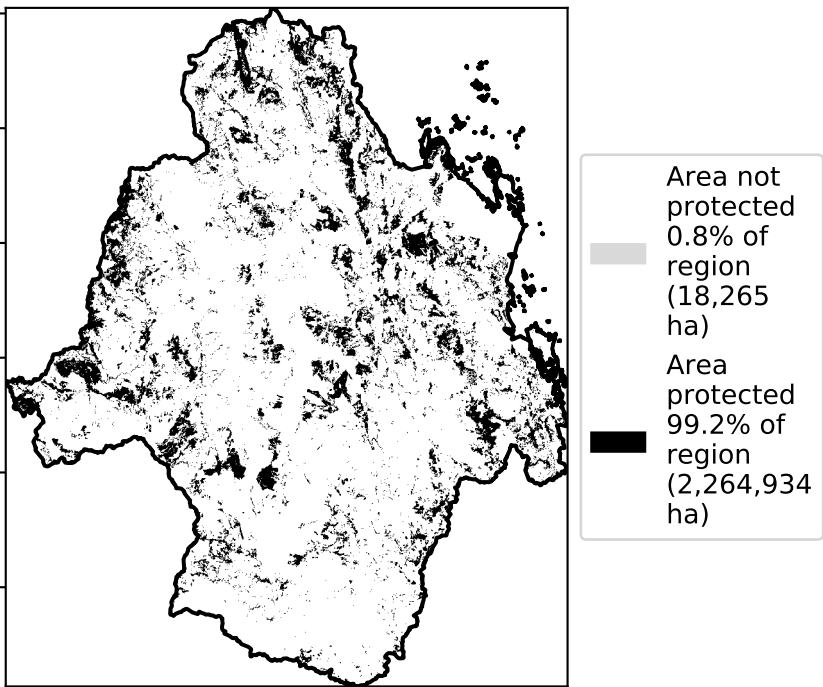 Area not
protected
0.8% of
region
(18,265
ha)
Area
protected
99.2% of
region
(2,264,934
ha)